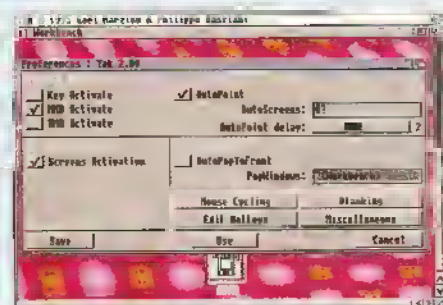 Workbench
Preferences : Yak 2.00
Key Activate
AutoPoint
MMB Activate
AutoScreens:
RMB Activate
AutoPoint delay: 2
Screens Activation
AutoPopToFront
PopWindows:
Mouse Cycling
Blanking
Edit Hotkeys
Miscellaneous
Save
Use
Cancel